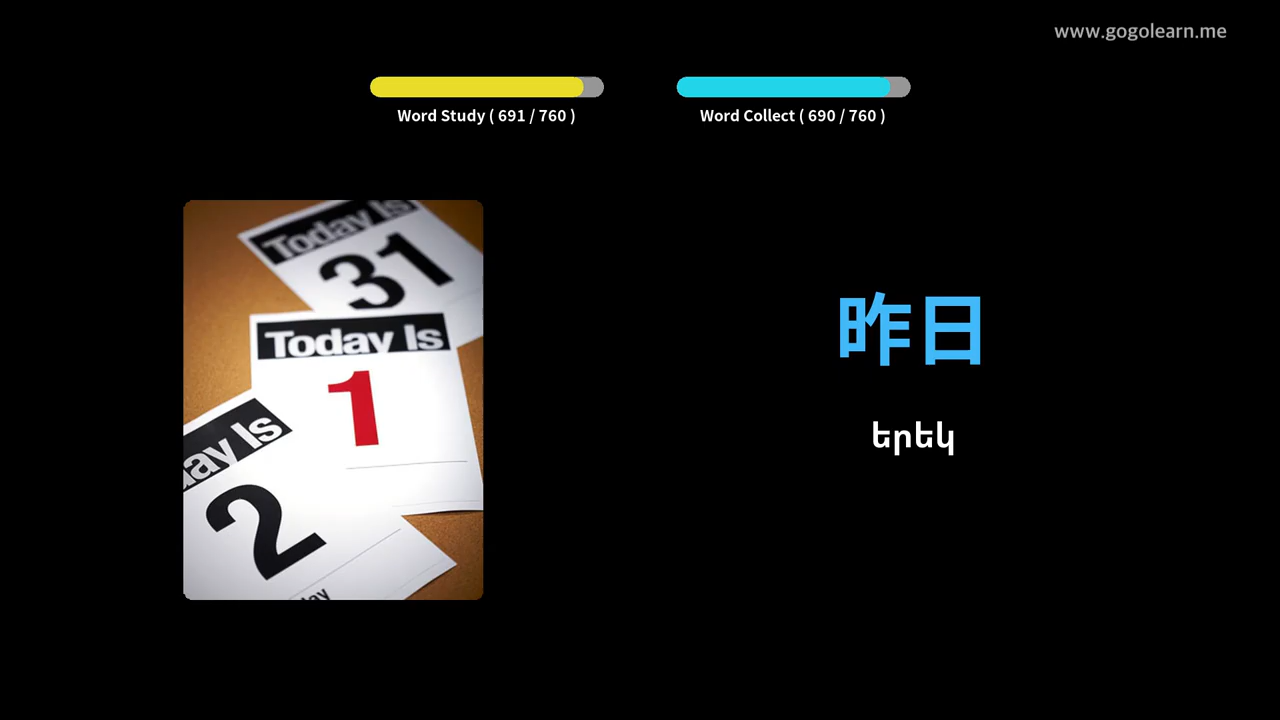 www.gogolearn.me
Word Study ( 691 / 760 )
Word Collect ( 690 / 760 )
Today Is
31
Today Is
1
ay Is
2
day
昨日
երեկ